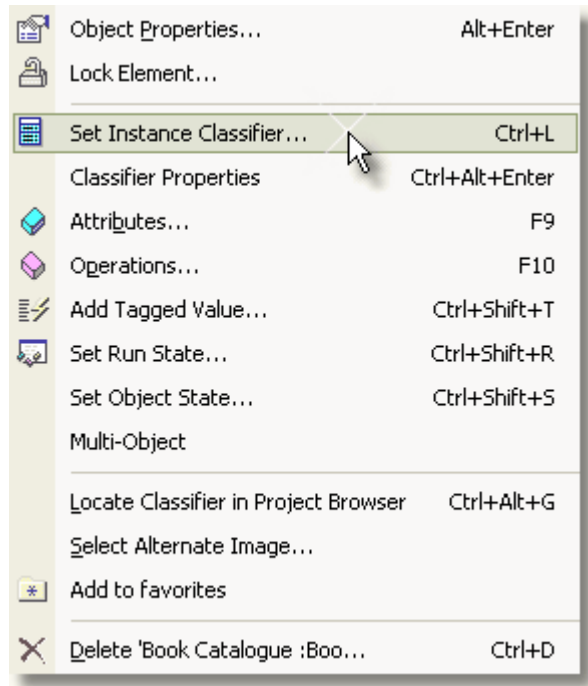 Object Properties... Alt+Enter
Lock Element...
Set Instance Classifier... Ctrl+L
Classifier Properties Ctrl+Alt+Enter
Attributes... F9
Operations... F10
Add Tagged Value... Ctrl+Shift+T
Set Run State... Ctrl+Shift+R
Set Object State... Ctrl+Shift+S
Multi-Object
Locate Classifier in Project Browser Ctrl+Alt+G
Select Alternate Image...
Add to favorites
Delete 'Book Catalogue :Boo... Ctrl+D